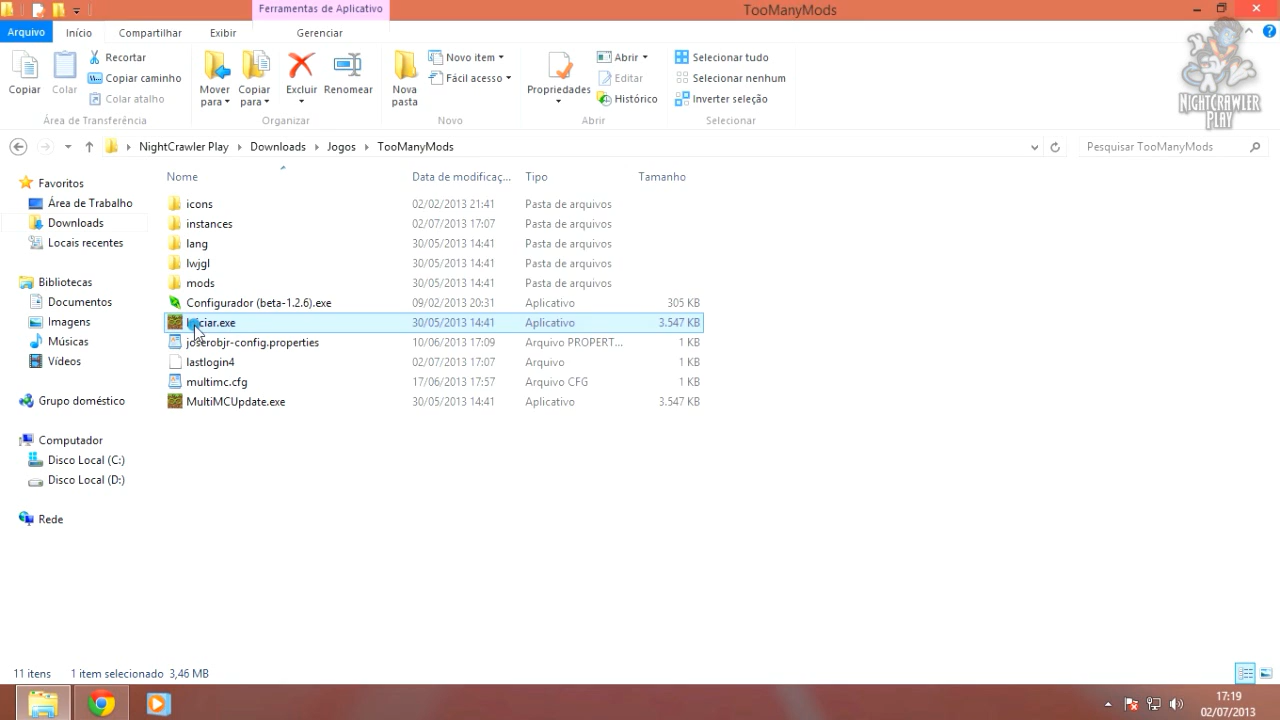 Ferramentas de Aplicativo
TooManyMods
Arquivo Início Compartilhar Exibir Gerenciar
Copiar
Colar
Recortar
Copiar caminho
Colar atalho
Área de Transferência
Mover para
Copiar para
Excluir
Renomear
Organizar
Nova pasta
Novo item
Fácil acesso
Novo
Propriedades
Abrir
Editar
Histórico
Abrir
Selecionar tudo
Selecionar nenhum
Inverter seleção
Selecionar
NIGHTCRAWLER
PLAY
NightCrawler Play Downloads Jogos TooManyMods
Pesquisar TooManyMods
Favoritos
Área de Trabalho
Downloads
Locais recentes
Bibliotecas
Documentos
Imagens
Músicas
Vídeos
Grupo doméstico
Computador
Disco Local (C:)
Disco Local (D:)
Rede
Nome Data de modificaç... Tipo Tamanho
icons 02/02/2013 21:41 Pasta de arquivos
instances 02/07/2013 17:07 Pasta de arquivos
lang 30/05/2013 14:41 Pasta de arquivos
lwjgl 30/05/2013 14:41 Pasta de arquivos
mods 30/05/2013 14:41 Pasta de arquivos
Configurador (beta-1.2.6).exe 09/02/2013 20:31 Aplicativo 305 KB
Iniciar.exe 30/05/2013 14:41 Aplicativo 3.547 KB
joserobjr-config.properties 10/06/2013 17:09 Arquivo PROPERT... 1 KB
lastlogin4 02/07/2013 17:07 Arquivo 1 KB
multimc.cfg 17/06/2013 17:57 Arquivo CFG 1 KB
MultiMCUpdate.exe 30/05/2013 14:41 Aplicativo 3.547 KB
11 itens 1 item selecionado 3,46 MB
17:19
02/07/2013